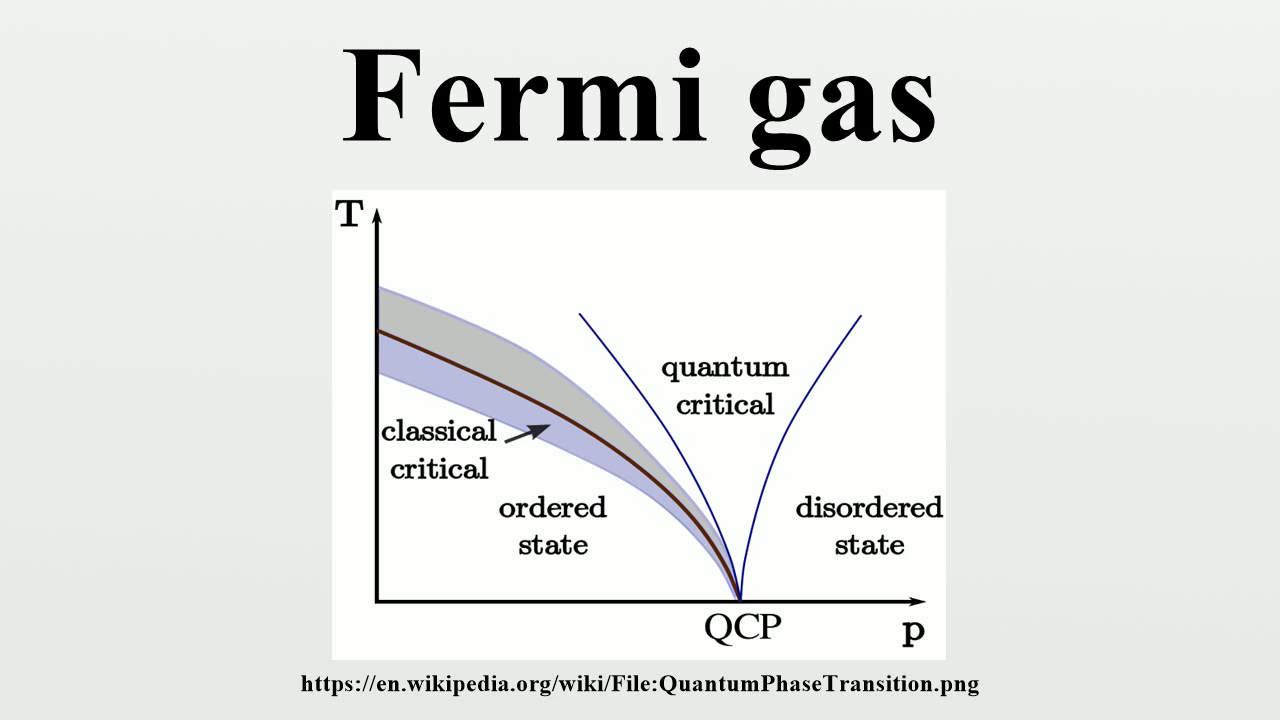 Fermi gas
T
quantum
critical
classical
critical
ordered
state
disordered
state
QCP
p
https://en.wikipedia.org/wiki/File:QuantumPhaseTransition.png